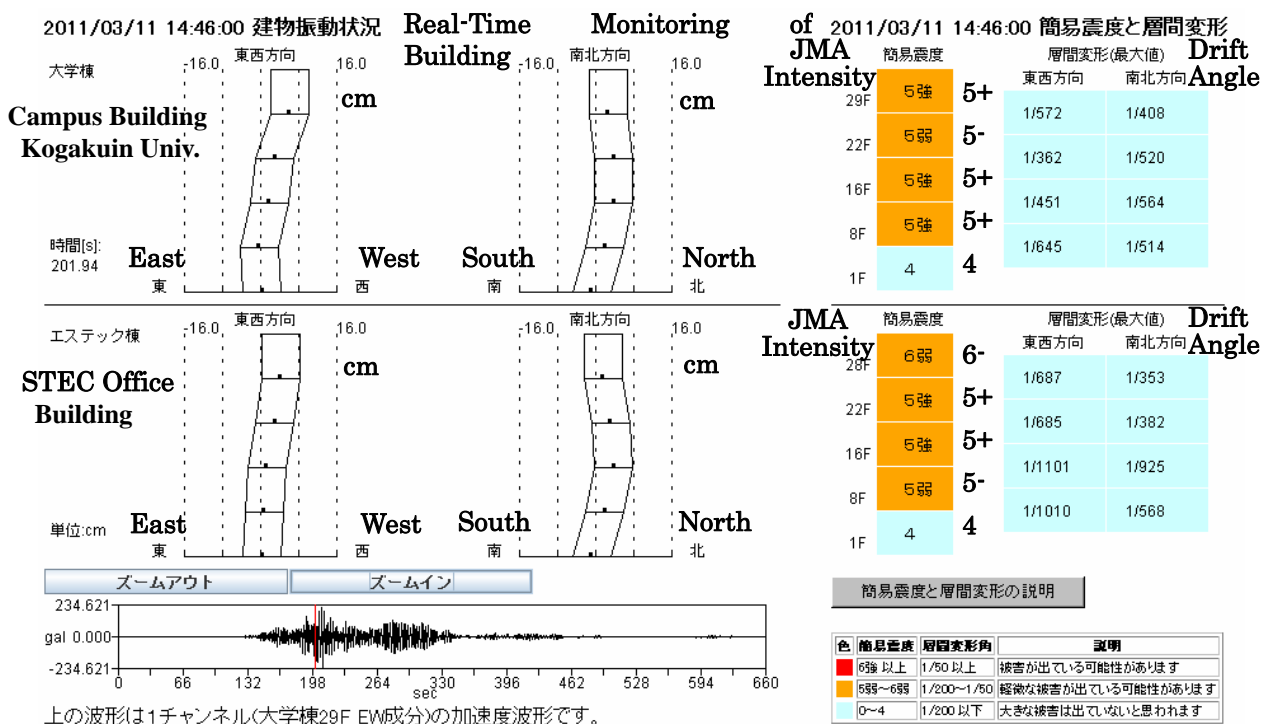 2011/03/11 14:46:00 建物振動状況
Real-Time Monitoring of
Building
2011/03/11 14:46:00 簡易震度と層間変形
大学棟
東西方向
-16.0
16.0
cm
南北方向
-16.0
16.0
cm
Campus Building
Kogakuin Univ.
時間[s]:
201.94
East
West
South
North
東
西
南
北
JMA
Intensity
簡易震度
層間変形(最大値)
東西方向
南北方向
Drift
Angle
29F
5強
5+
22F
5弱
5-
16F
5強
5+
8F
5強
5+
1F
4
4
1/572
1/408
1/362
1/520
1/451
1/564
1/645
1/514
エステック棟
東西方向
-16.0
16.0
cm
南北方向
-16.0
16.0
cm
STEC Office
Building
単位:cm
East
West
South
North
東
西
南
北
JMA
Intensity
簡易震度
層間変形(最大値)
東西方向
南北方向
Drift
Angle
28F
6弱
6-
22F
5強
5+
16F
5強
5+
8F
5弱
5-
1F
4
4
1/687
1/353
1/685
1/382
1/1101
1/925
1/1010
1/568
ズームアウト
ズームイン
234.621
gal 0.000
-234.621
0 66 132 198 264 330 396 462 528 594 660
sec
上の波形は1チャンネル(大学棟29F EW成分)の加速度波形です。
簡易震度と層間変形の説明
色 簡易震度 層間変形角 説明
6強 以上 1/50 以上 被害が出ている可能性があります
5弱~6弱 1/200~1/50 軽微な被害が出ている可能性があります
0~4 1/200 以下 大きな被害は出ていないと思われます